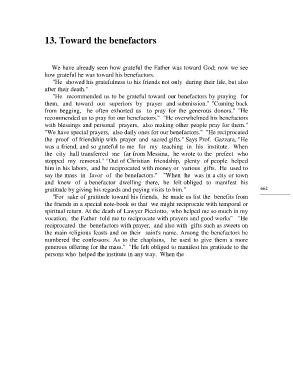 13. Toward the benefactors
We have already seen how grateful the Father was toward God; now we see
how grateful he was toward his benefactors.
"He showed his gratefulness to his friends not only during their life, but also
after their death."
"He recommended us to be grateful toward our benefactors by praying for
them, and toward our superiors by prayer and submission." "Coming back
from begging, he often exhorted us to pray for the generous donors." "He
recommended us to pray for our benefactors." "He overwhelmed his benefactors
with blessings and personal prayers, also making other people pray for them."
"We have special prayers, also daily ones for our benefactors." "He reciprocated
the proof of friendship with prayer and sacred gifts." Says Prof. Gazzara, "He
was a friend, and so grateful to me for my teaching in his institute. When
the city hall transferred me far from Messina, he wrote to the prefect who
stopped my removal." "Out of Christian friendship, plenty of people helped
him in his labors, and he reciprocated with money or various gifts. He used to
say the mass in favor of the benefactors." "When he was in a city or town
and knew of a benefactor dwelling there, he felt obliged to manifest his
gratitude by giving his regards and paying visits to him."
662
"For sake of gratitude toward his friends, he made us list the benefits from
the friends in a special note-book so that we might reciprocate with temporal or
spiritual return. At the death of Lawyer Picciotto, who helped me so much in my
vocation, the Father told me to reciprocate with prayers and good works" "He
reciprocated the benefactors with prayer, and also with gifts such as sweets on
the main religious feasts and on their saint's name. Among the benefactors he
numbered the confessors. As to the chaplains, he used to give them a more
generous offering for the mass." "He felt obliged to manifest his gratitude to the
persons who helped the institute in any way. When the